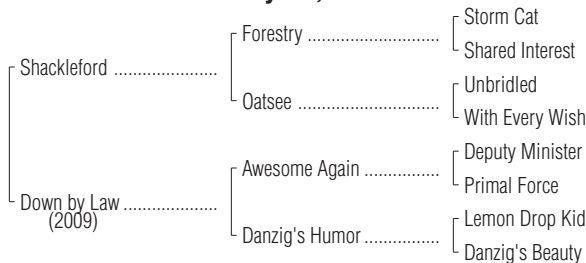 Storm Cat
Forestry ..........................
Shared Interest
Shackleford .....................
Unbridled
Oatsee ............................
With Every Wish
Deputy Minister
Awesome Again ...............
Primal Force
Down by Law ...................
(2009)
Lemon Drop Kid
Danzig's Humor ...............
Danzig's Beauty